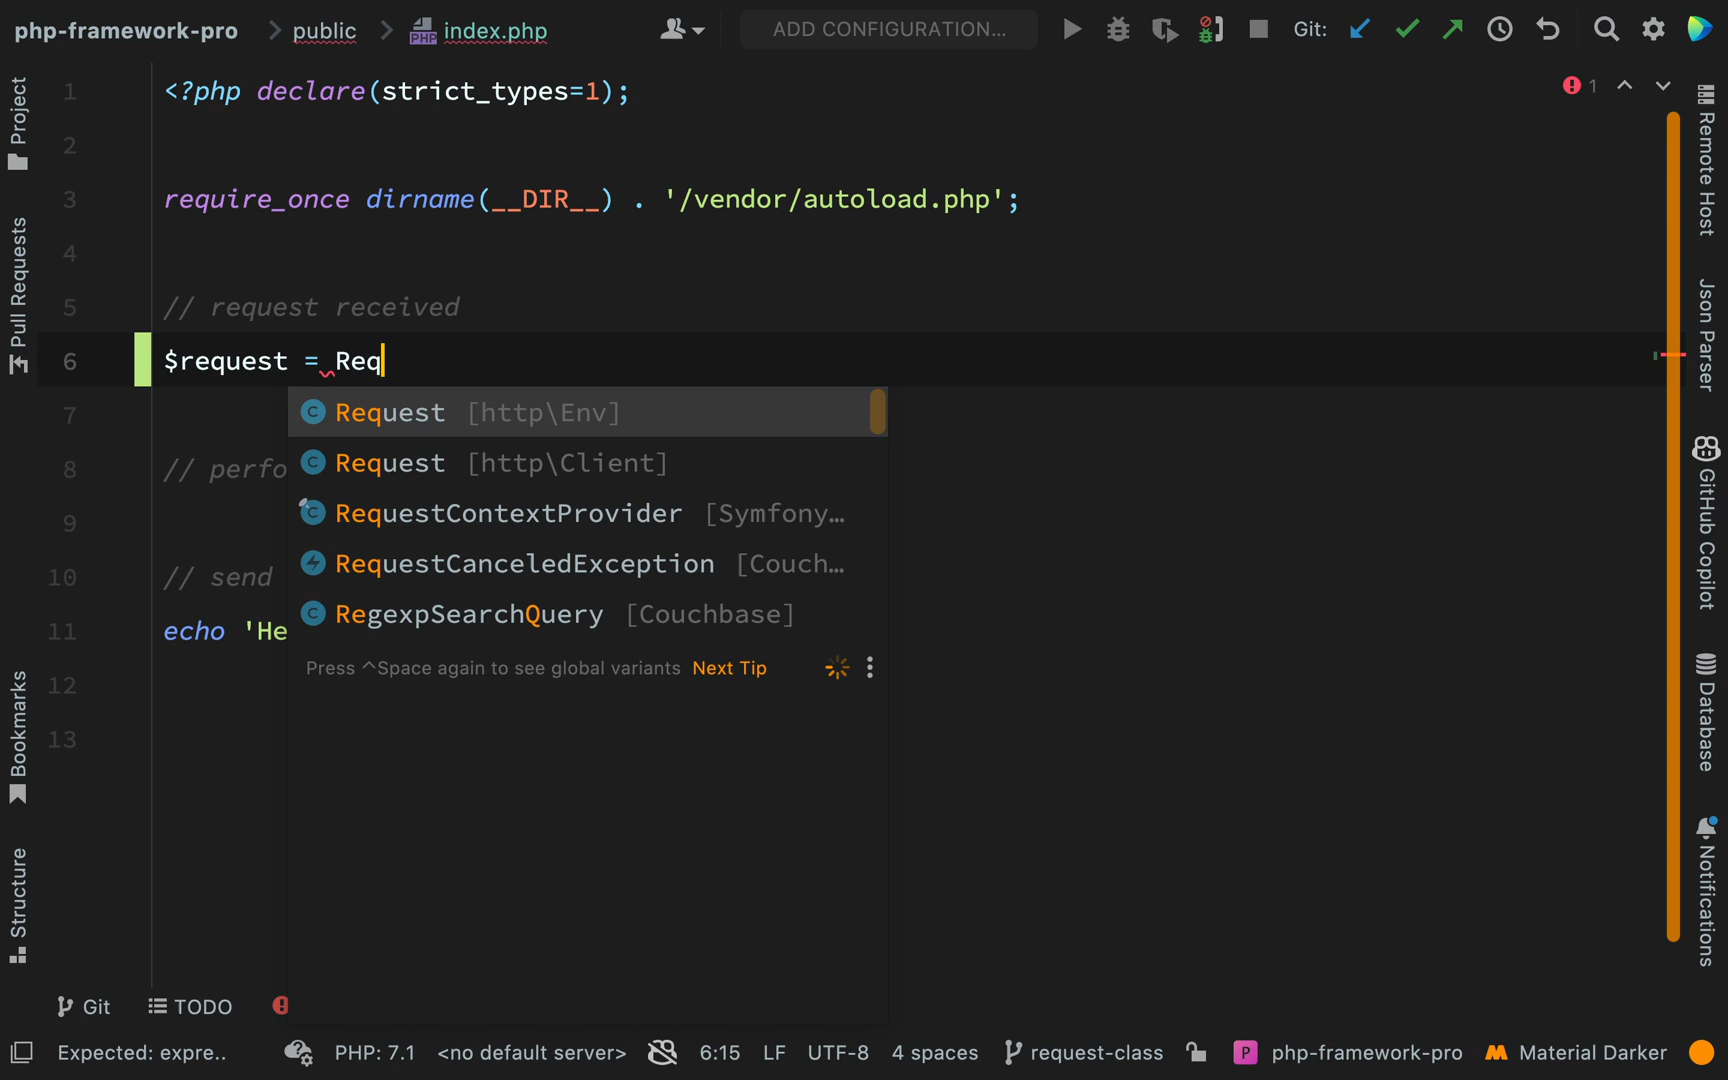 php-framework-pro > public > index.php ADD CONFIGURATION... Git:
1 <?php declare(strict_types=1);
2
3 require_once dirname(__DIR__) . '/vendor/autoload.php';
4
5 // request received
6 $request = Req
7
8 // perfo
9
10 // send
11 echo 'He
12
13
1
Request [http\Env]
Request [http\Client]
RequestContextProvider [Symfony…
RequestCanceledException [Couch…
RegexpSearchQuery [Couchbase]
Press ^Space again to see global variants Next Tip
Project
Pull Requests
Bookmarks
Structure
Remote Host
Json Parser
GitHub Copilot
Database
Notifications
Git TODO
Expected: expre.. PHP: 7.1 <no default server> 6:15 LF UTF-8 4 spaces request-class P php-framework-pro Material Darker